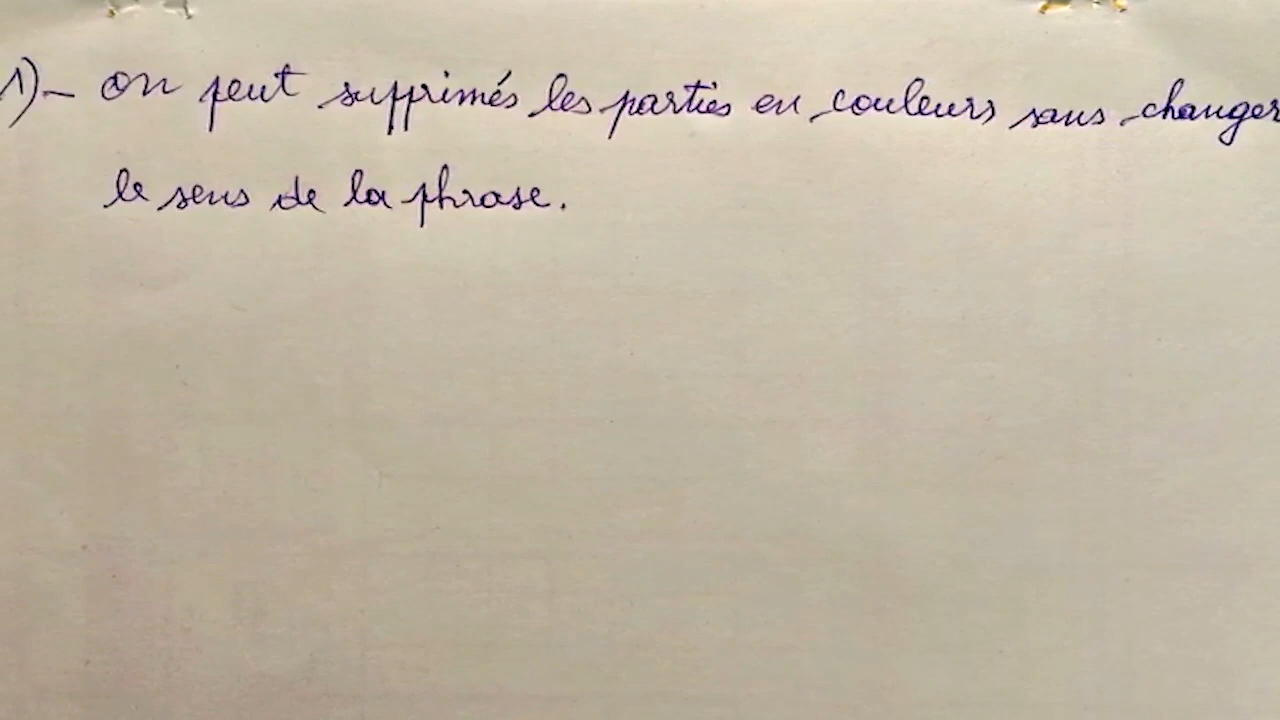 1)- on peut supprimés les parties en couleurs sans changer
le sens de la phrase.